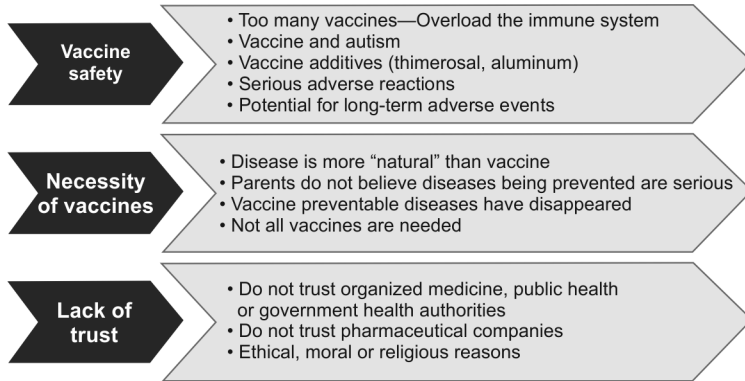 Vaccine
safety
• Too many vaccines—Overload the immune system
• Vaccine and autism
• Vaccine additives (thimerosal, aluminum)
• Serious adverse reactions
• Potential for long-term adverse events
Necessity
of vaccines
• Disease is more “natural” than vaccine
• Parents do not believe diseases being prevented are serious
• Vaccine preventable diseases have disappeared
• Not all vaccines are needed
Lack of
trust
• Do not trust organized medicine, public health
or government health authorities
• Do not trust pharmaceutical companies
• Ethical, moral or religious reasons